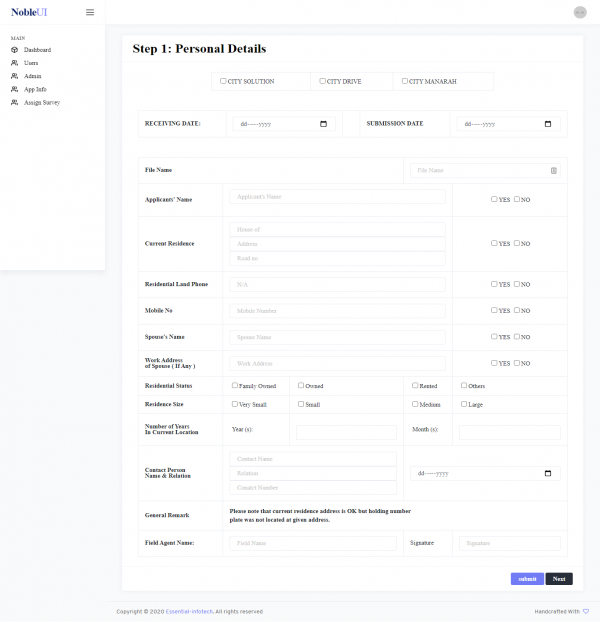 NobleUI
MAIN
Dashboard
Users
Admin
App Info
Assign Survey
Step 1: Personal Details
CITY SOLUTION CITY DRIVE CITY MANARAH
RECEIVING DATE: dd-----yyyy SUBMISSION DATE dd-----yyyy
File Name File Name
Applicants' Name Applicant's Name YES NO
House of
Current Residence Address YES NO
Road no
Residential Land Phone N/A YES NO
Mobile No Mobile Number YES NO
Spouse's Name Spouse Name YES NO
Work Address
of Spouse ( If Any ) Work Address YES NO
Residential Status Family Owned Owned Rented Others
Residence Size Very Small Small Medium Large
Number of Years
In Current Location Year (s): Month (s):
Contact Name
Contact Person
Name & Relation Relation dd-----yyyy
Conatct Number
General Remark Please note that current residence address is OK but holding number
plate was not located at given address.
Field Agent Name: Field Name Signature Signature
submit Next
Copyright © 2020 Essential-infotech. All rights reserved Handcrafted With